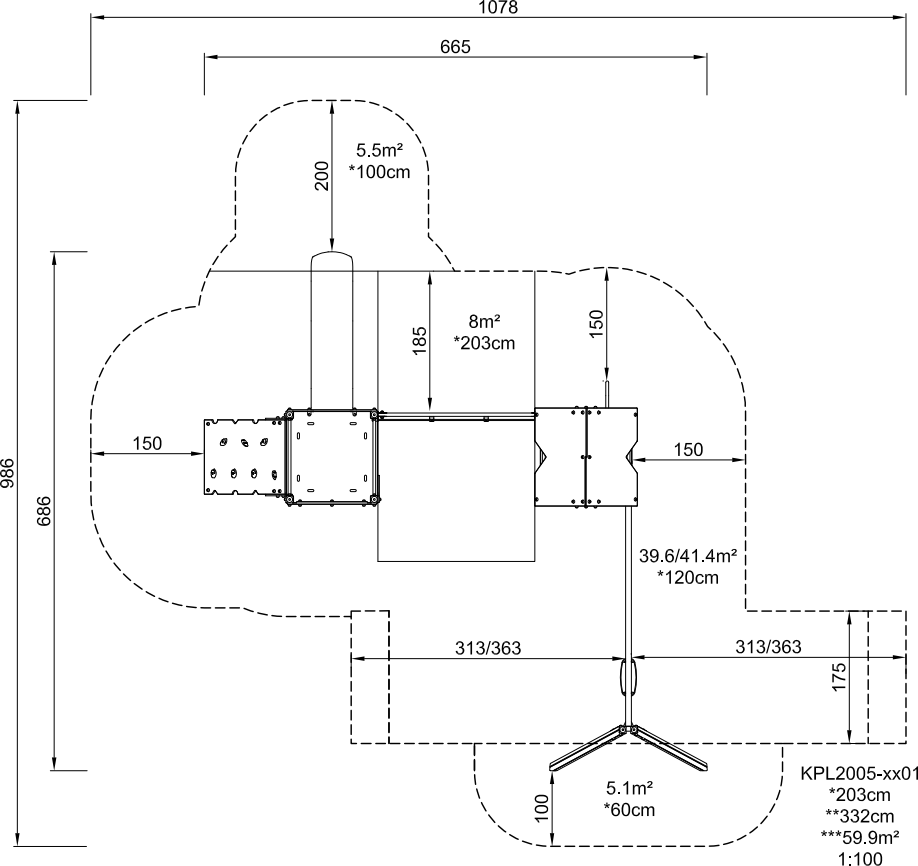 1078
665
5.5m²
*100cm
200
150
8m²
*203cm
185
150
150
986
686
39.6/41.4m²
*120cm
313/363
313/363
175
5.1m²
*60cm
100
KPL2005-xx01
*203cm
**332cm
***59.9m²
1:100